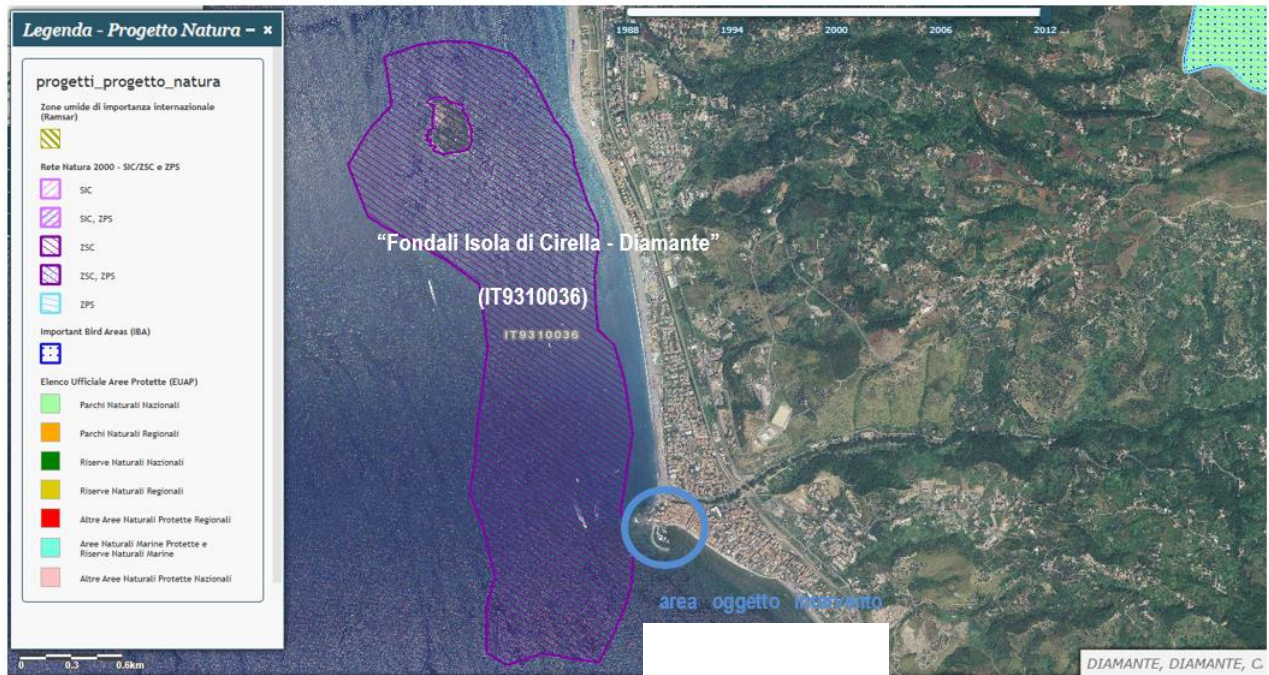 Legenda - Progetto Natura
progetti_progetto_natura
Zone umide di importanza internazionale
(Ramsar)
Rete Natura 2000 - SIC/ZSC e ZPS
SIC
SIC, ZPS
ZSC
ZSC, ZPS
ZPS
Important Bird Areas (IBA)
Elenco Ufficiale Aree Protette (EUAP)
Parchi Naturali Nazionali
Parchi Naturali Regionali
Riserve Naturali Nazionali
Riserve Naturali Regionali
Altre Aree Naturali Protette Regionali
Aree Naturali Marine Protette e
Riserve Naturali Marine
Altre Aree Naturali Protette Nazionali
0 0.3 0.6km
1988 1994 2000 2006 2012
“Fondali Isola di Cirella - Diamante”
(IT9310036)
IT9310036
area oggetto intervento
DIAMANTE, DIAMANTE, C.